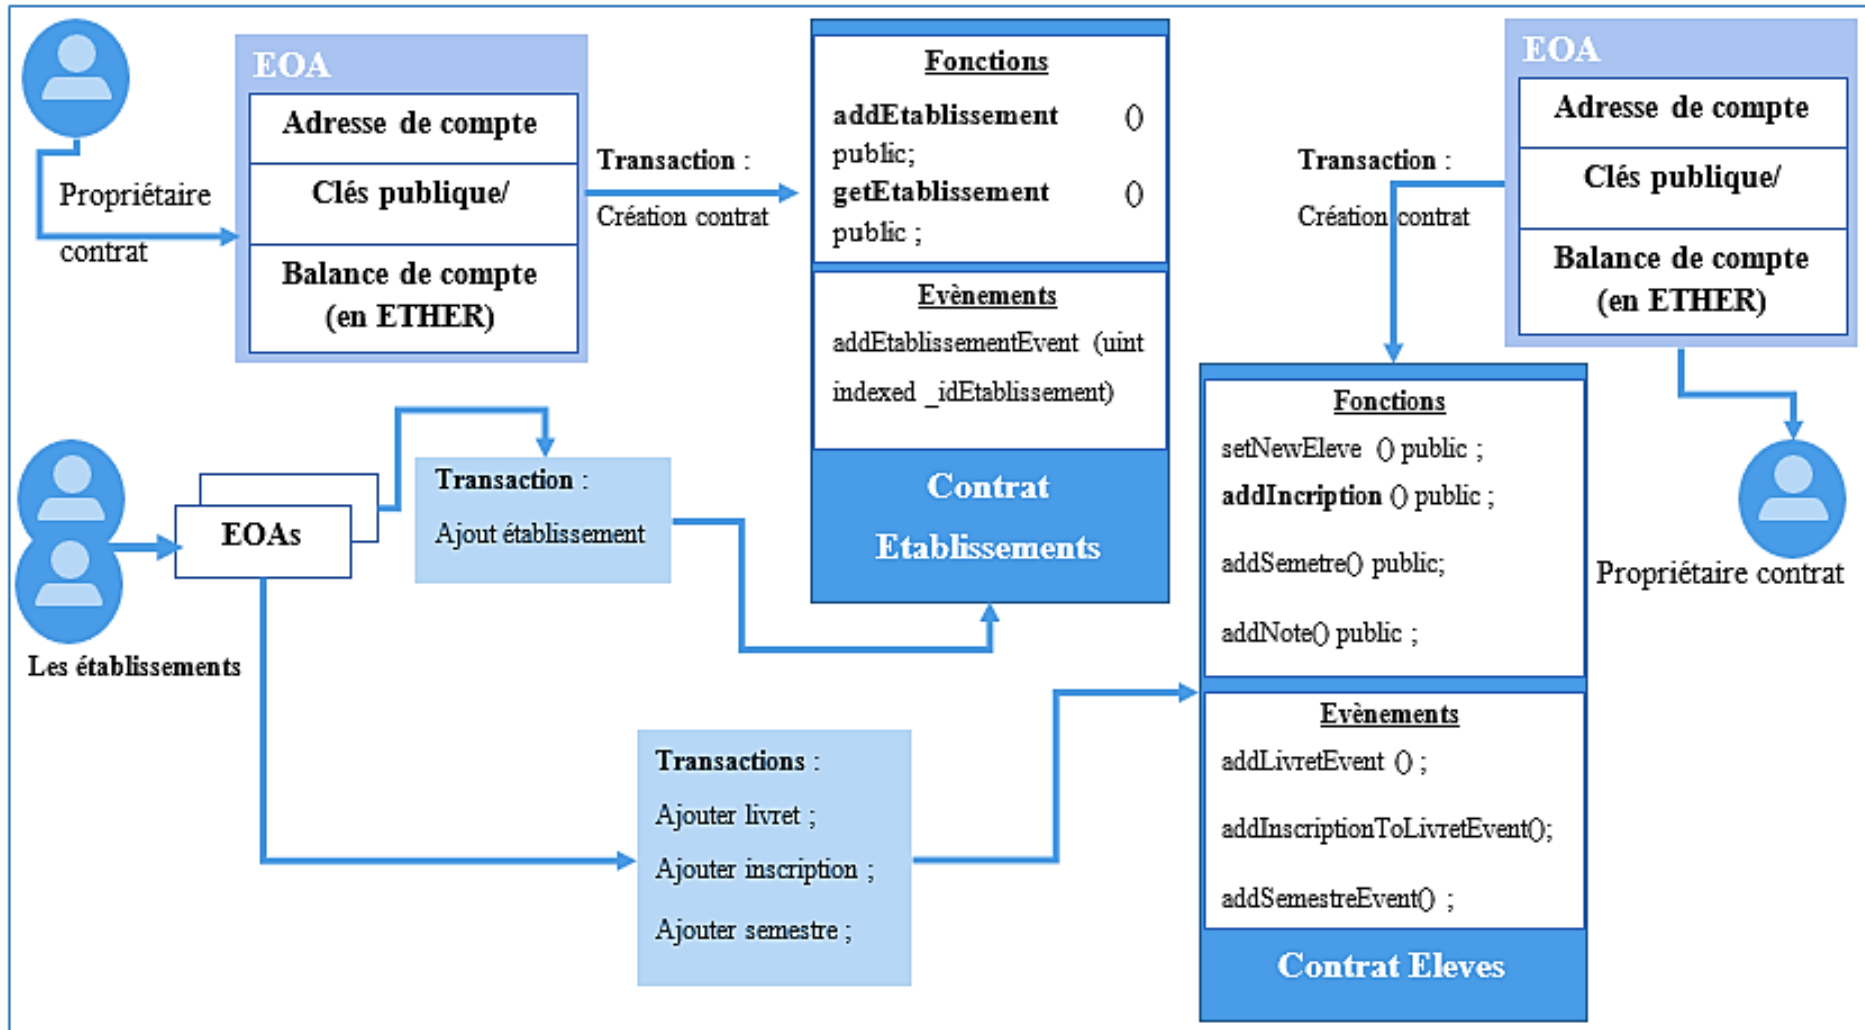 EOA
Adresse de compte
Clés publique/
Balance de compte
(en ETHER)
Propriétaire
contrat
Transaction :
Création contrat
Fonctions
addEtablissement ()
public;
getEtablissement ()
public ;
Evènements
addEtablissementEvent (uint
indexed _idEtablissement)
Contrat
Etablissements
Transaction :
Création contrat
EOA
Adresse de compte
Clés publique/
Balance de compte
(en ETHER)
Propriétaire contrat
EOAs
Les établissements
Transaction :
Ajout établissement
Transactions :
Ajouter livret ;
Ajouter inscription ;
Ajouter semestre ;
Fonctions
setNewEleve () public ;
addIncription () public ;
addSemetre() public;
addNote() public ;
Evènements
addLivretEvent () ;
addInscriptionToLivretEvent();
addSemestreEvent() ;
Contrat Eleves